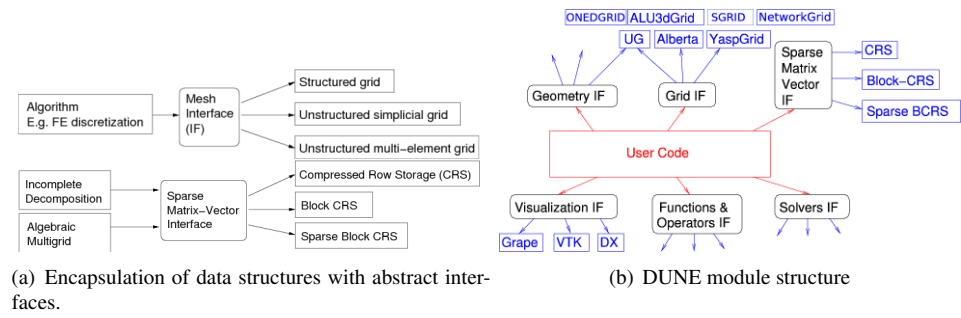 Algorithm
E.g. FE discretization
Mesh
Interface
(IF)
Structured grid
Unstructured simplicial grid
Unstructured multi-element grid
Incomplete
Decomposition
Algebraic
Multigrid
Sparse
Matrix-Vector
Interface
Compressed Row Storage (CRS)
Block CRS
Sparse Block CRS
(a) Encapsulation of data structures with abstract inter-
faces.
ONEDGRID
ALU3dGrid
SGRID
NetworkGrid
UG
Alberta
YaspGrid
Geometry IF
Grid IF
Sparse
Matrix
Vector
IF
CRS
Block-CRS
Sparse BCRS
User Code
Visualization IF
Functions &
Operators IF
Solvers IF
Grape
VTK
DX
(b) DUNE module structure